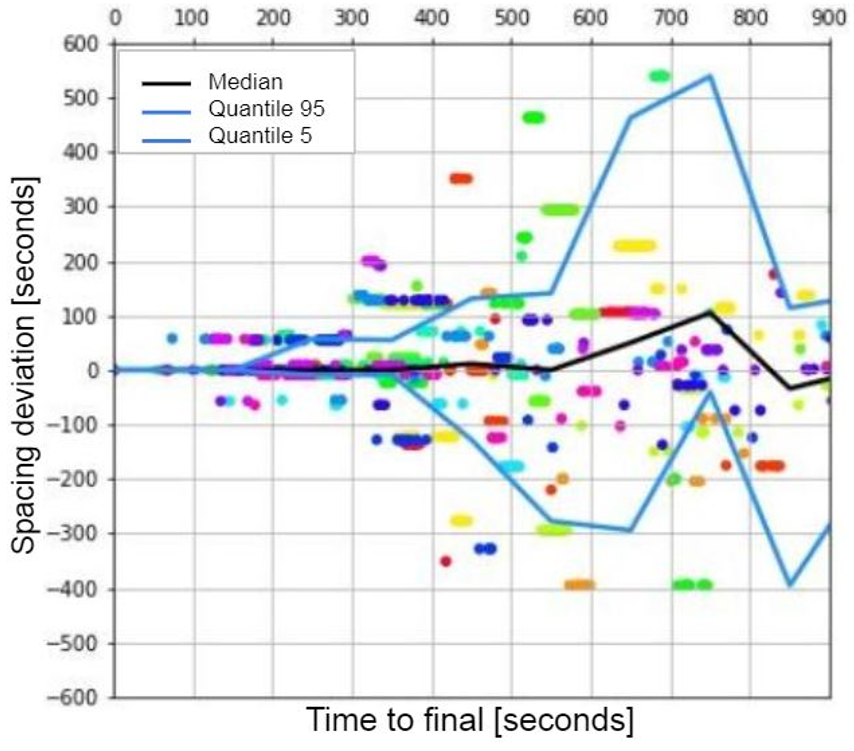 0 100 200 300 400 500 600 700 800 900
600
500
400
300
200
100
0
−100
−200
−300
−400
−500
−600
Median
Quantile 95
Quantile 5
Spacing deviation [seconds]
Time to final [seconds]